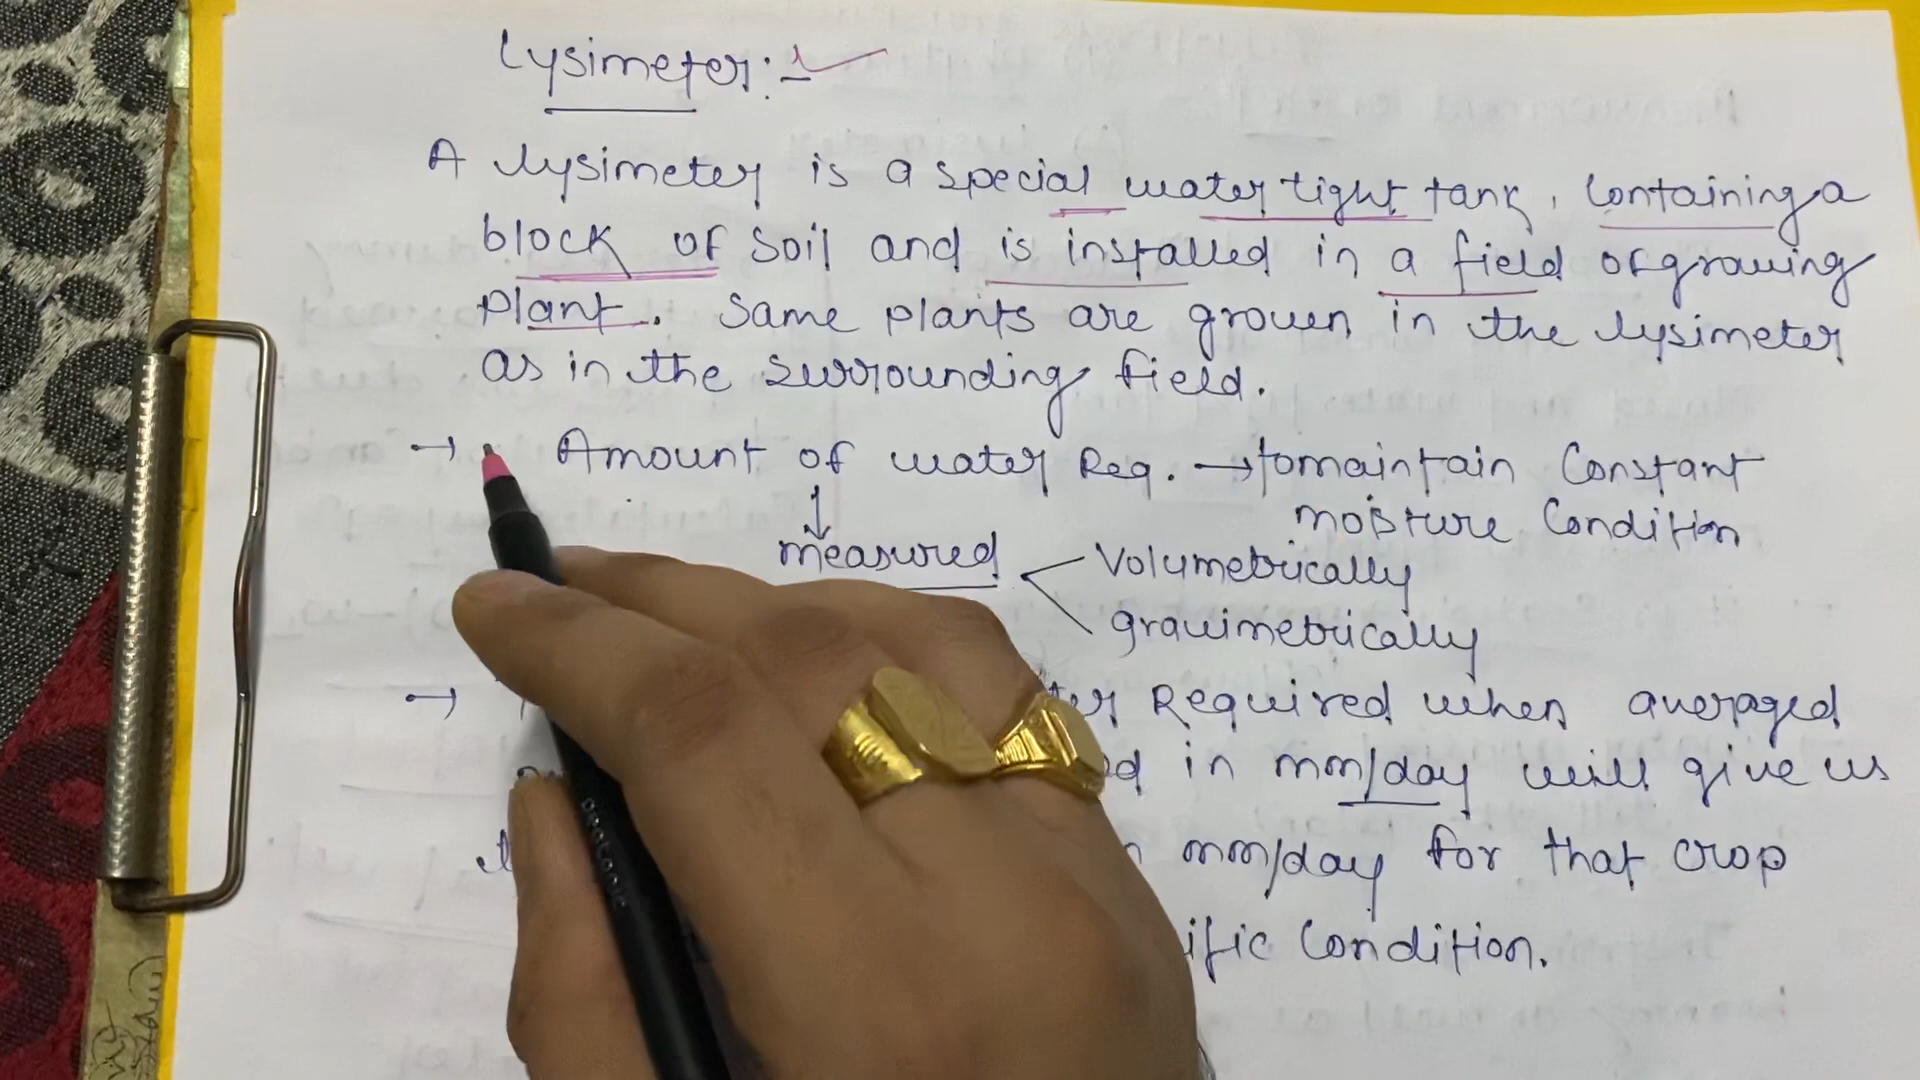 Lysimeter:-
A lysimeter is a special water tight tank, containing a
block of soil and is installed in a field of growing
plant. Same plants are grown in the lysimeter
as in the surrounding field.
→ Amount of water Req. → to maintain Constant
moisture Condition
measured
Volumetrically
gravimetrically
→ Required when averaged
in mm/day will give us
mm/day for that crop
Condition.